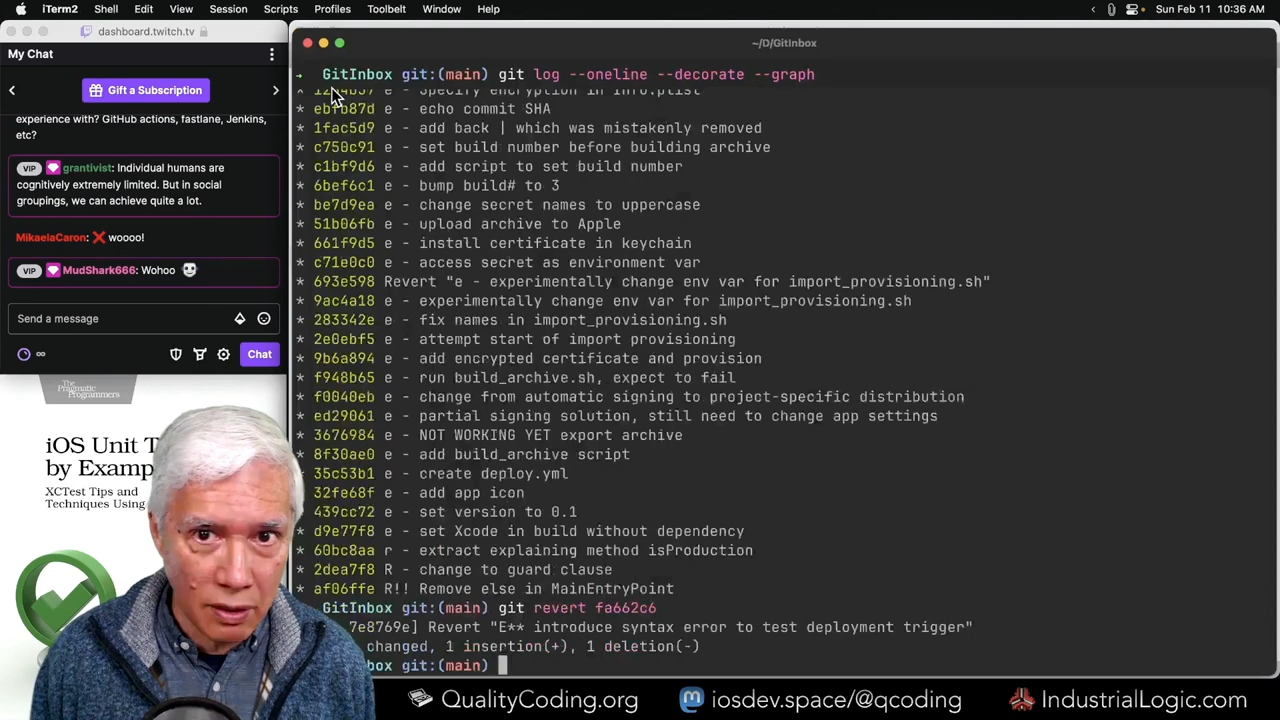 iTerm2 Shell Edit View Session Scripts Profiles Toolbelt Window Help Sun Feb 11 10:36 AM
dashboard.twitch.tv
My Chat
Gift a Subscription
experience with? GitHub actions, fastlane, Jenkins,
etc?
VIP grantivist: Individual humans are
cognitively extremely limited. But in social
groupings, we can achieve quite a lot.
MikaelaCaron: ❌ woooo!
VIP MudShark666: Wohoo
Send a message
Chat
The
Pragmatic
Programmers
iOS Unit T
by Examp
XCTest Tips and
Techniques Using
~/D/GitInbox
→ GitInbox git:(main) git log --oneline --decorate --graph
* e - Specify encryption in Info.plist
* ebfb87d e - echo commit SHA
* 1fac5d9 e - add back | which was mistakenly removed
* c750c91 e - set build number before building archive
* c1bf9d6 e - add script to set build number
* 6bef6c1 e - bump build# to 3
* be7d9ea e - change secret names to uppercase
* 51b06fb e - upload archive to Apple
* 661f9d5 e - install certificate in keychain
* c71e0c0 e - access secret as environment var
* 693e598 Revert "e - experimentally change env var for import_provisioning.sh"
* 9ac4a18 e - experimentally change env var for import_provisioning.sh
* 283342e e - fix names in import_provisioning.sh
* 2e0ebf5 e - attempt start of import provisioning
* 9b6a894 e - add encrypted certificate and provision
* f948b65 e - run build_archive.sh, expect to fail
* f0040eb e - change from automatic signing to project-specific distribution
* ed29061 e - partial signing solution, still need to change app settings
* 3676984 e - NOT WORKING YET export archive
* 8f30ae0 e - add build_archive script
* 35c53b1 e - create deploy.yml
* 32fe68f e - add app icon
* 439cc72 e - set version to 0.1
* d9e77f8 e - set Xcode in build without dependency
* 60bc8aa r - extract explaining method isProduction
* 2dea7f8 R - change to guard clause
* af06ffe R!! Remove else in MainEntryPoint
GitInbox git:(main) git revert fa662c6
7e8769e] Revert "E** introduce syntax error to test deployment trigger"
changed, 1 insertion(+), 1 deletion(-)
box git:(main)
QualityCoding.org iosdev.space/@qcoding IndustrialLogic.com